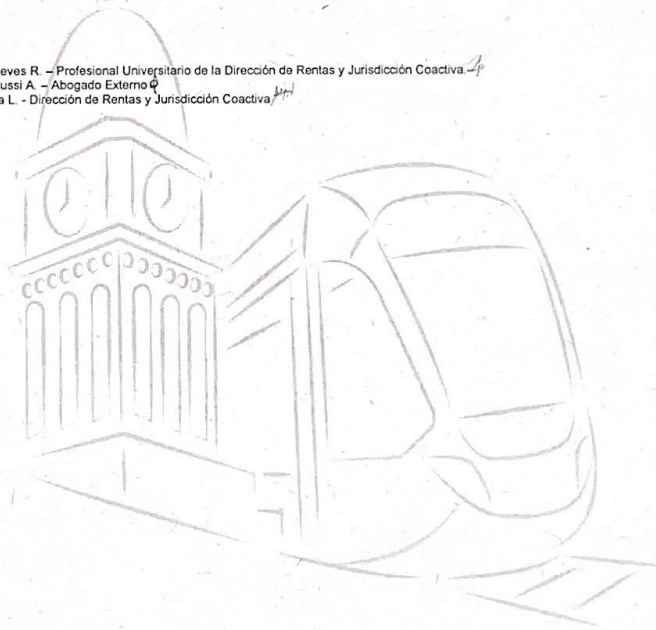 eves R. – Profesional Universitario de la Dirección de Rentas y Jurisdicción Coactiva.
ussi A. – Abogado Externo
a L. - Dirección de Rentas y Jurisdicción Coactiva